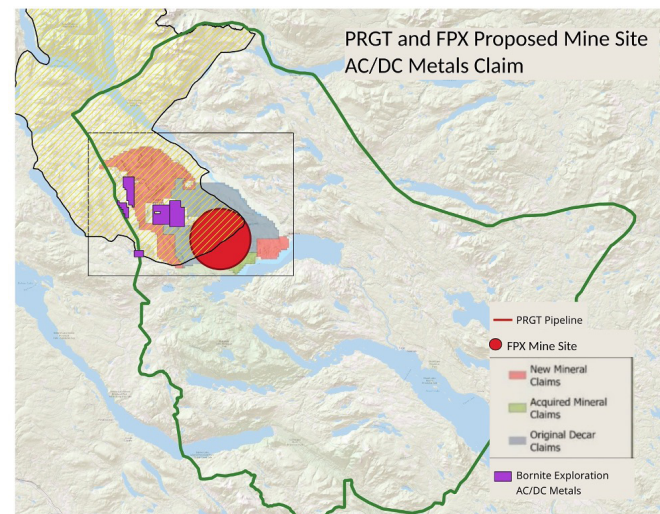 PRGT and FPX Proposed Mine Site
AC/DC Metals Claim
PRGT Pipeline
FPX Mine Site
New Mineral
Claims
Acquired Mineral
Claims
Original Decar
Claims
Bornite Exploration
AC/DC Metals